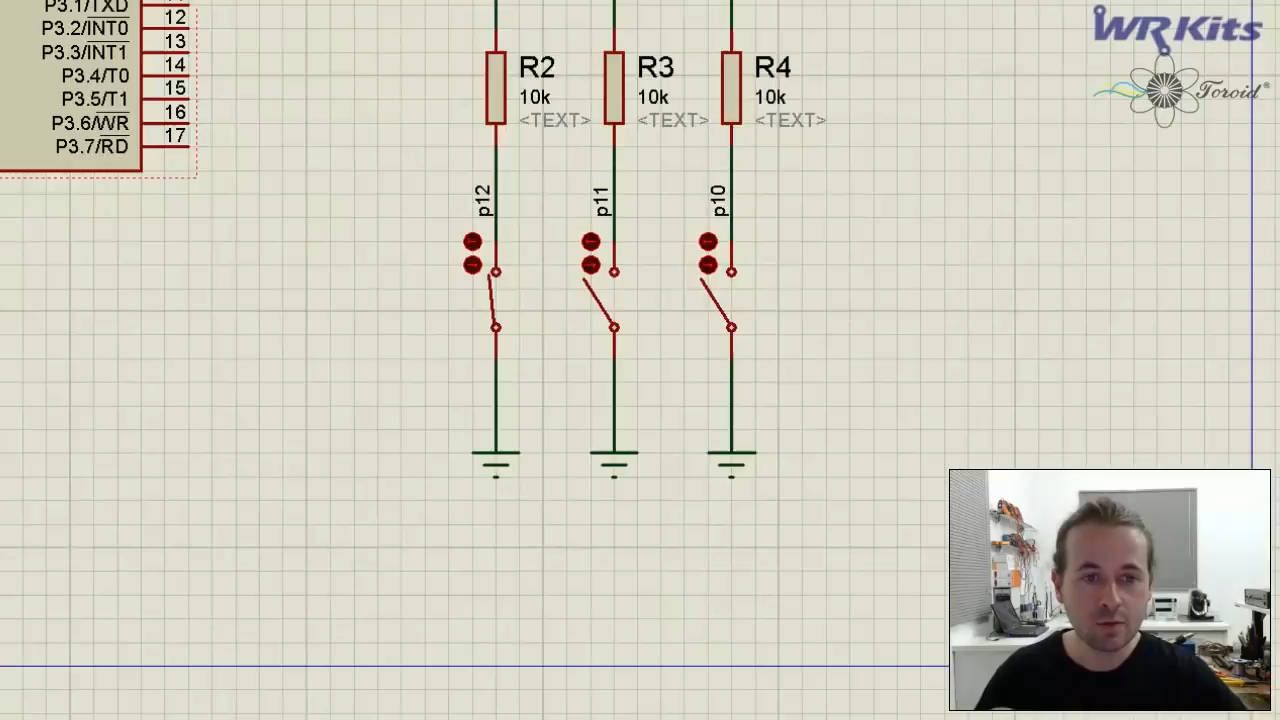 P3.1/TXD
P3.2/INT0 12
P3.3/INT1 13
P3.4/T0 14
P3.5/T1 15
P3.6/WR 16
P3.7/RD 17
R2
10k
<TEXT>
R3
10k
<TEXT>
R4
10k
<TEXT>
p12
p11
p10
WR Kits
Toroid®